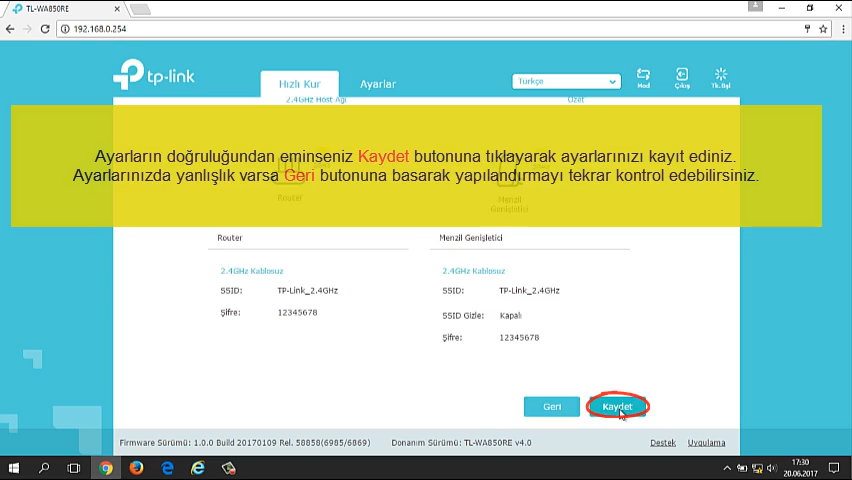 TL-WA850RE
192.168.0.254
tp-link
Hızlı Kur
Ayarlar
Türkçe
Mod
Çıkış
Tk.Bşl
2.4GHz Host Ağı
Özet
Ayarların doğruluğundan eminseniz Kaydet butonuna tıklayarak ayarlarınızı kayıt ediniz.
Ayarlarınızda yanlışlık varsa Geri butonuna basarak yapılandırmayı tekrar kontrol edebilirsiniz.
Router
Menzil
Genişletici
Router
Menzil Genişletici
2.4GHz Kablosuz
2.4GHz Kablosuz
SSID: TP-Link_2.4GHz
SSID: TP-Link_2.4GHz
Şifre: 12345678
SSID Gizle: Kapalı
Şifre: 12345678
Geri
Kaydet
Firmware Sürümü: 1.0.0 Build 20170109 Rel. 58858(6985/6869)
Donanım Sürümü: TL-WA850RE v4.0
Destek
Uygulama
17:30
20.06.2017